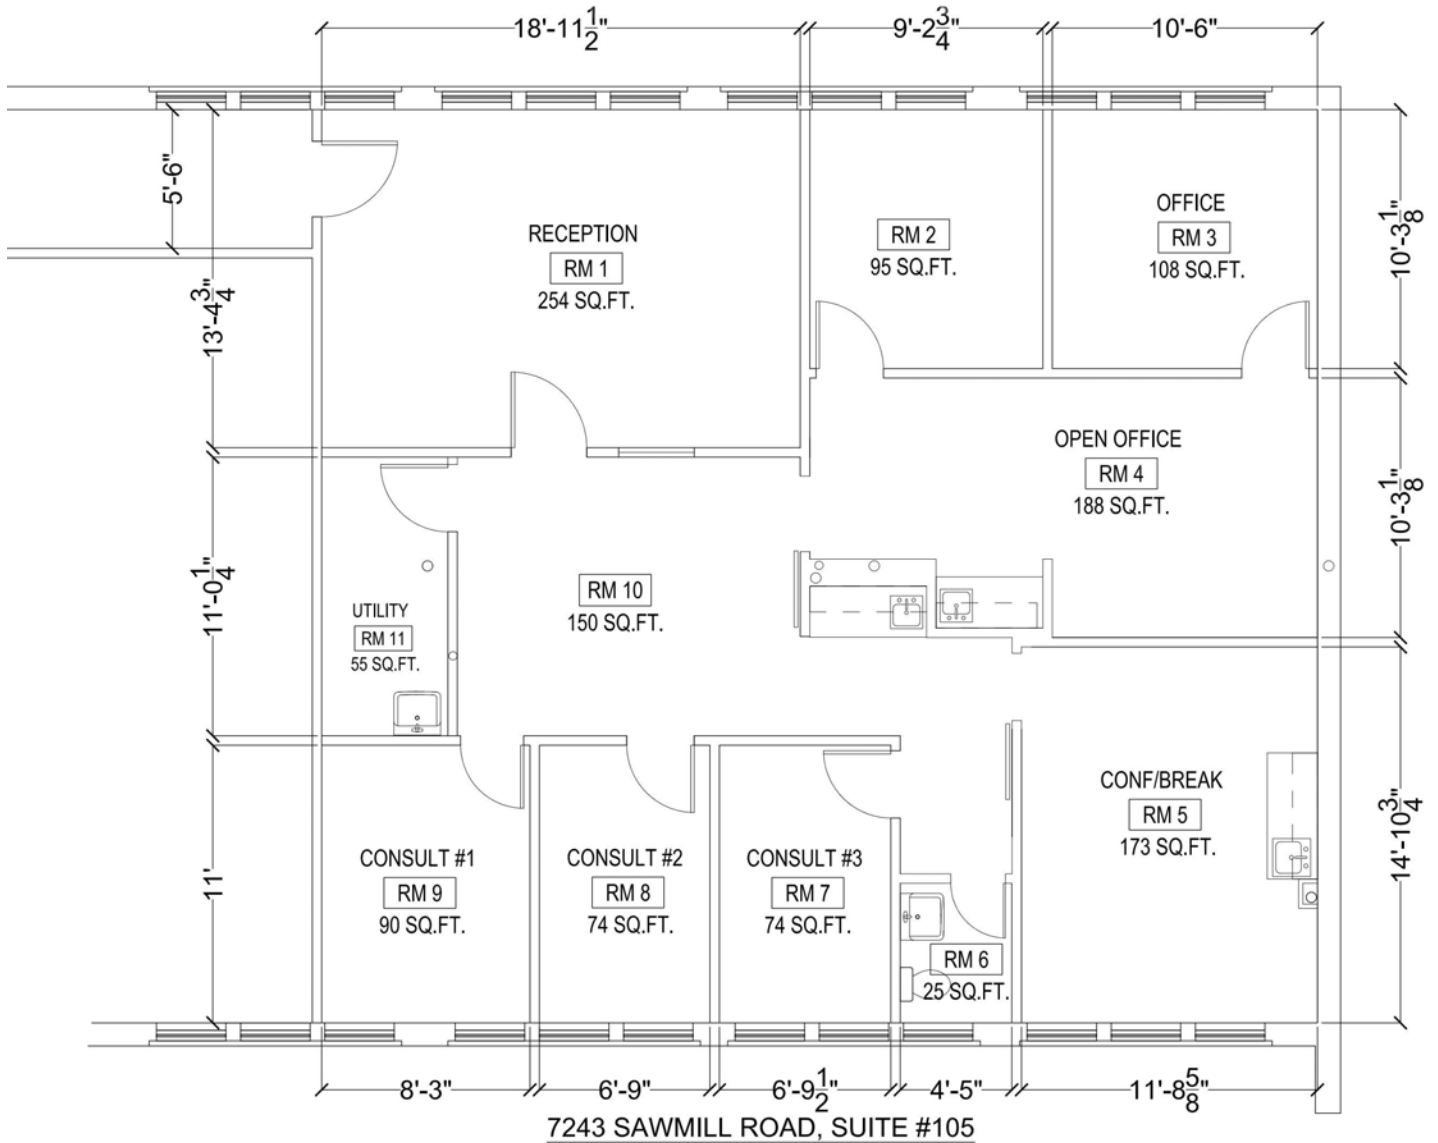 18'-11 1/2"
9'-2 3/4"
10'-6"
5'-6"
13'-4 3/4"
RECEPTION
RM 1
254 SQ.FT.
RM 2
95 SQ.FT.
OFFICE
RM 3
108 SQ.FT.
10'-3 1/8"
OPEN OFFICE
RM 4
188 SQ.FT.
10'-3 1/8"
11'-0 1/4"
UTILITY
RM 11
55 SQ.FT.
RM 10
150 SQ.FT.
CONF/BREAK
RM 5
173 SQ.FT.
14'-10 3/4"
11'
CONSULT #1
RM 9
90 SQ.FT.
CONSULT #2
RM 8
74 SQ.FT.
CONSULT #3
RM 7
74 SQ.FT.
RM 6
25 SQ.FT.
8'-3"
6'-9"
6'-9 1/2"
4'-5"
11'-8 5/8"
7243 SAWMILL ROAD, SUITE #105